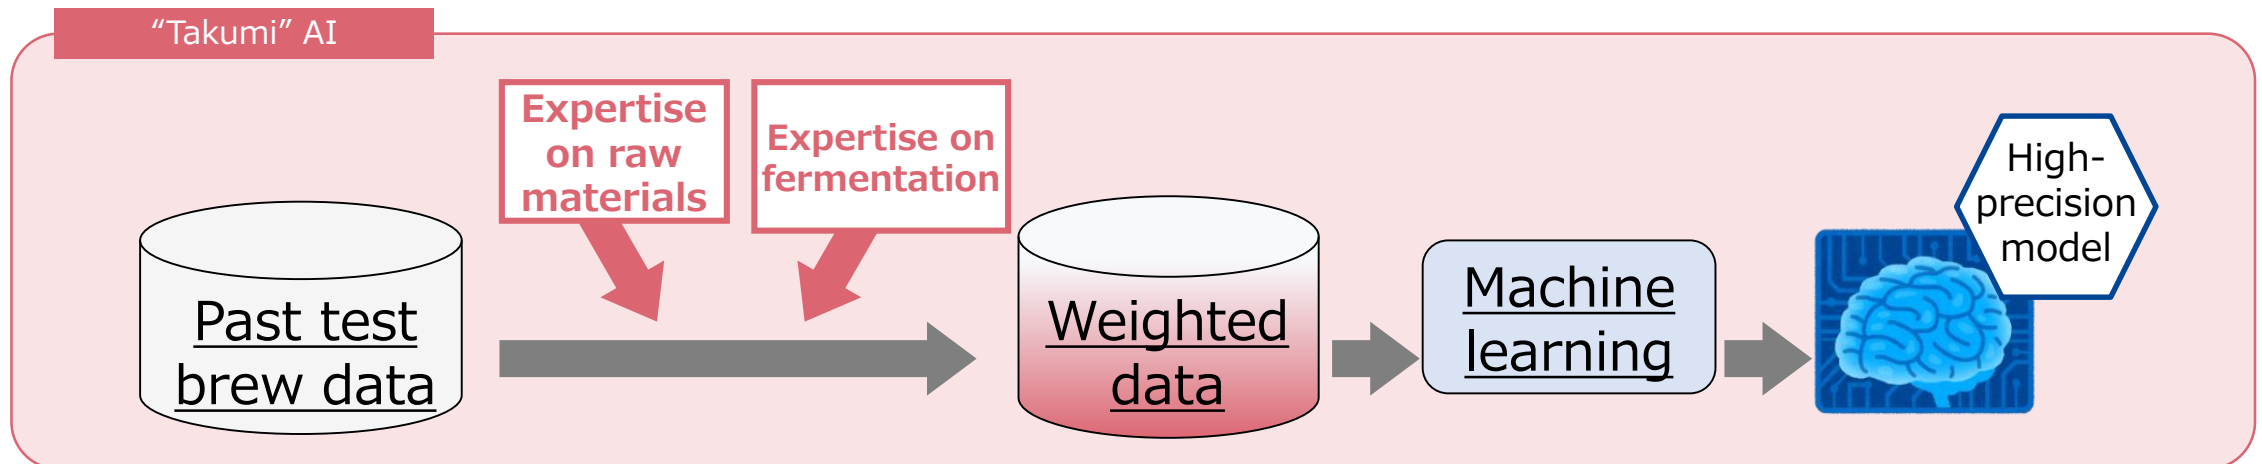 “Takumi” AI
Expertise
on raw
materials
Expertise on
fermentation
Past test
brew data
Weighted
data
Machine
learning
High-
precision
model